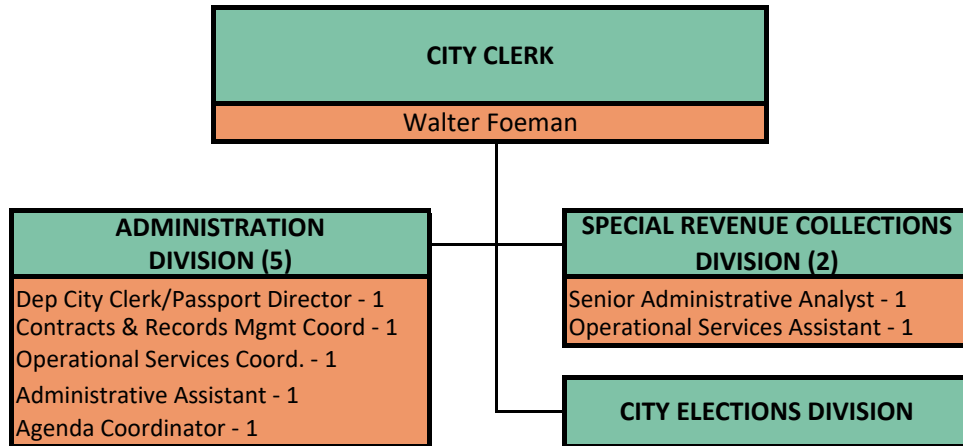 CITY CLERK
Walter Foeman
ADMINISTRATION
DIVISION (5)
Dep City Clerk/Passport Director - 1
Contracts & Records Mgmt Coord - 1
Operational Services Coord. - 1
Administrative Assistant - 1
Agenda Coordinator - 1
SPECIAL REVENUE COLLECTIONS
DIVISION (2)
Senior Administrative Analyst - 1
Operational Services Assistant - 1
CITY ELECTIONS DIVISION